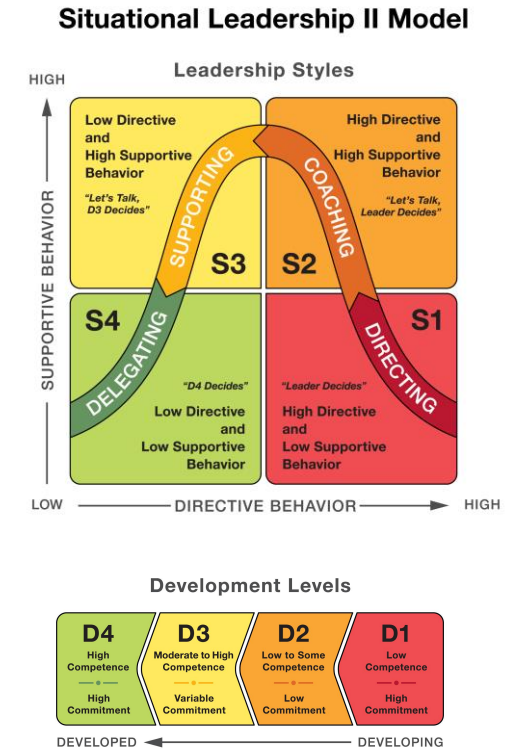 Situational Leadership II Model
Leadership Styles
HIGH
SUPPORTIVE BEHAVIOR
LOW
Low Directive
and
High Supportive
Behavior
“Let’s Talk,
D3 Decides”
SUPPORTING
S3
High Directive
and
High Supportive
Behavior
“Let’s Talk,
Leader Decides”
COACHING
S2
S4
DELEGATING
“D4 Decides”
Low Directive
and
Low Supportive
Behavior
S1
DIRECTING
“Leader Decides”
High Directive
and
Low Supportive
Behavior
DIRECTIVE BEHAVIOR
HIGH
Development Levels
D4
High
Competence
High
Commitment
D3
Moderate to High
Competence
Variable
Commitment
D2
Low to Some
Competence
Low
Commitment
D1
Low
Competence
High
Commitment
DEVELOPED
DEVELOPING